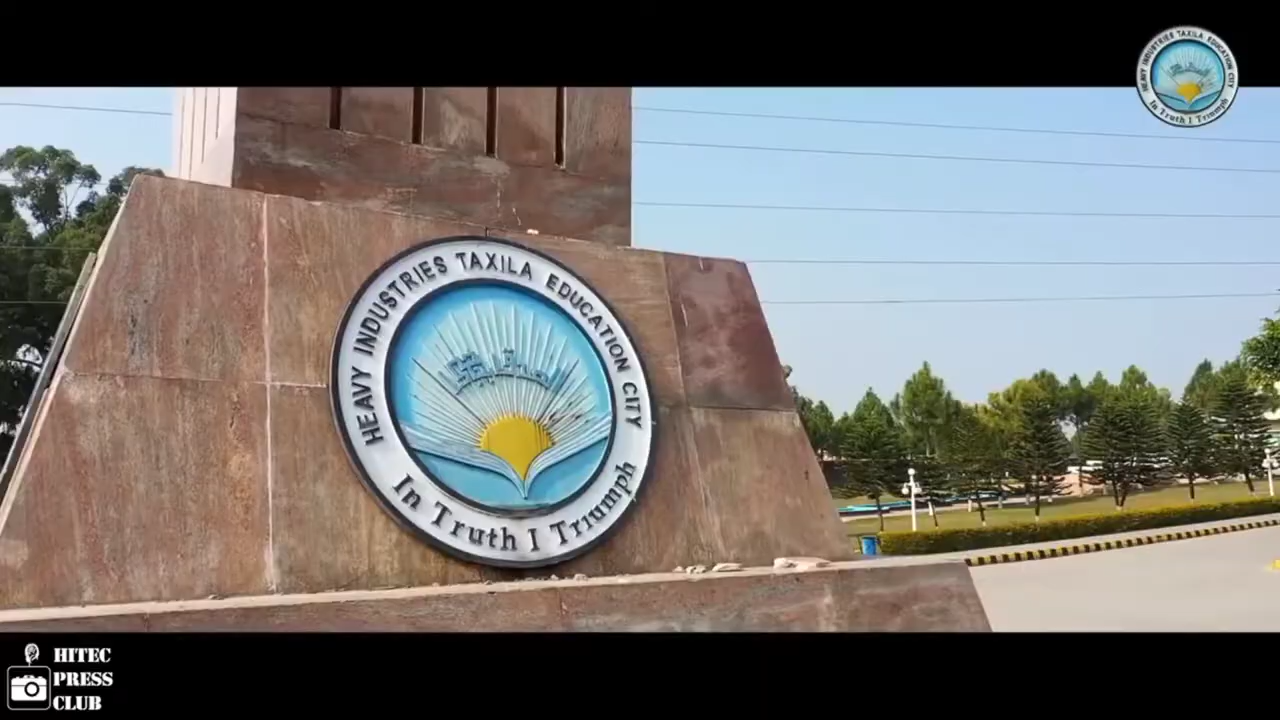 HEAVY INDUSTRIES TAXILA EDUCATION CITY
In Truth I Triumph
HEAVY INDUSTRIES TAXILA EDUCATION CITY
In Truth I Triumph
HITEC
PRESS
CLUB